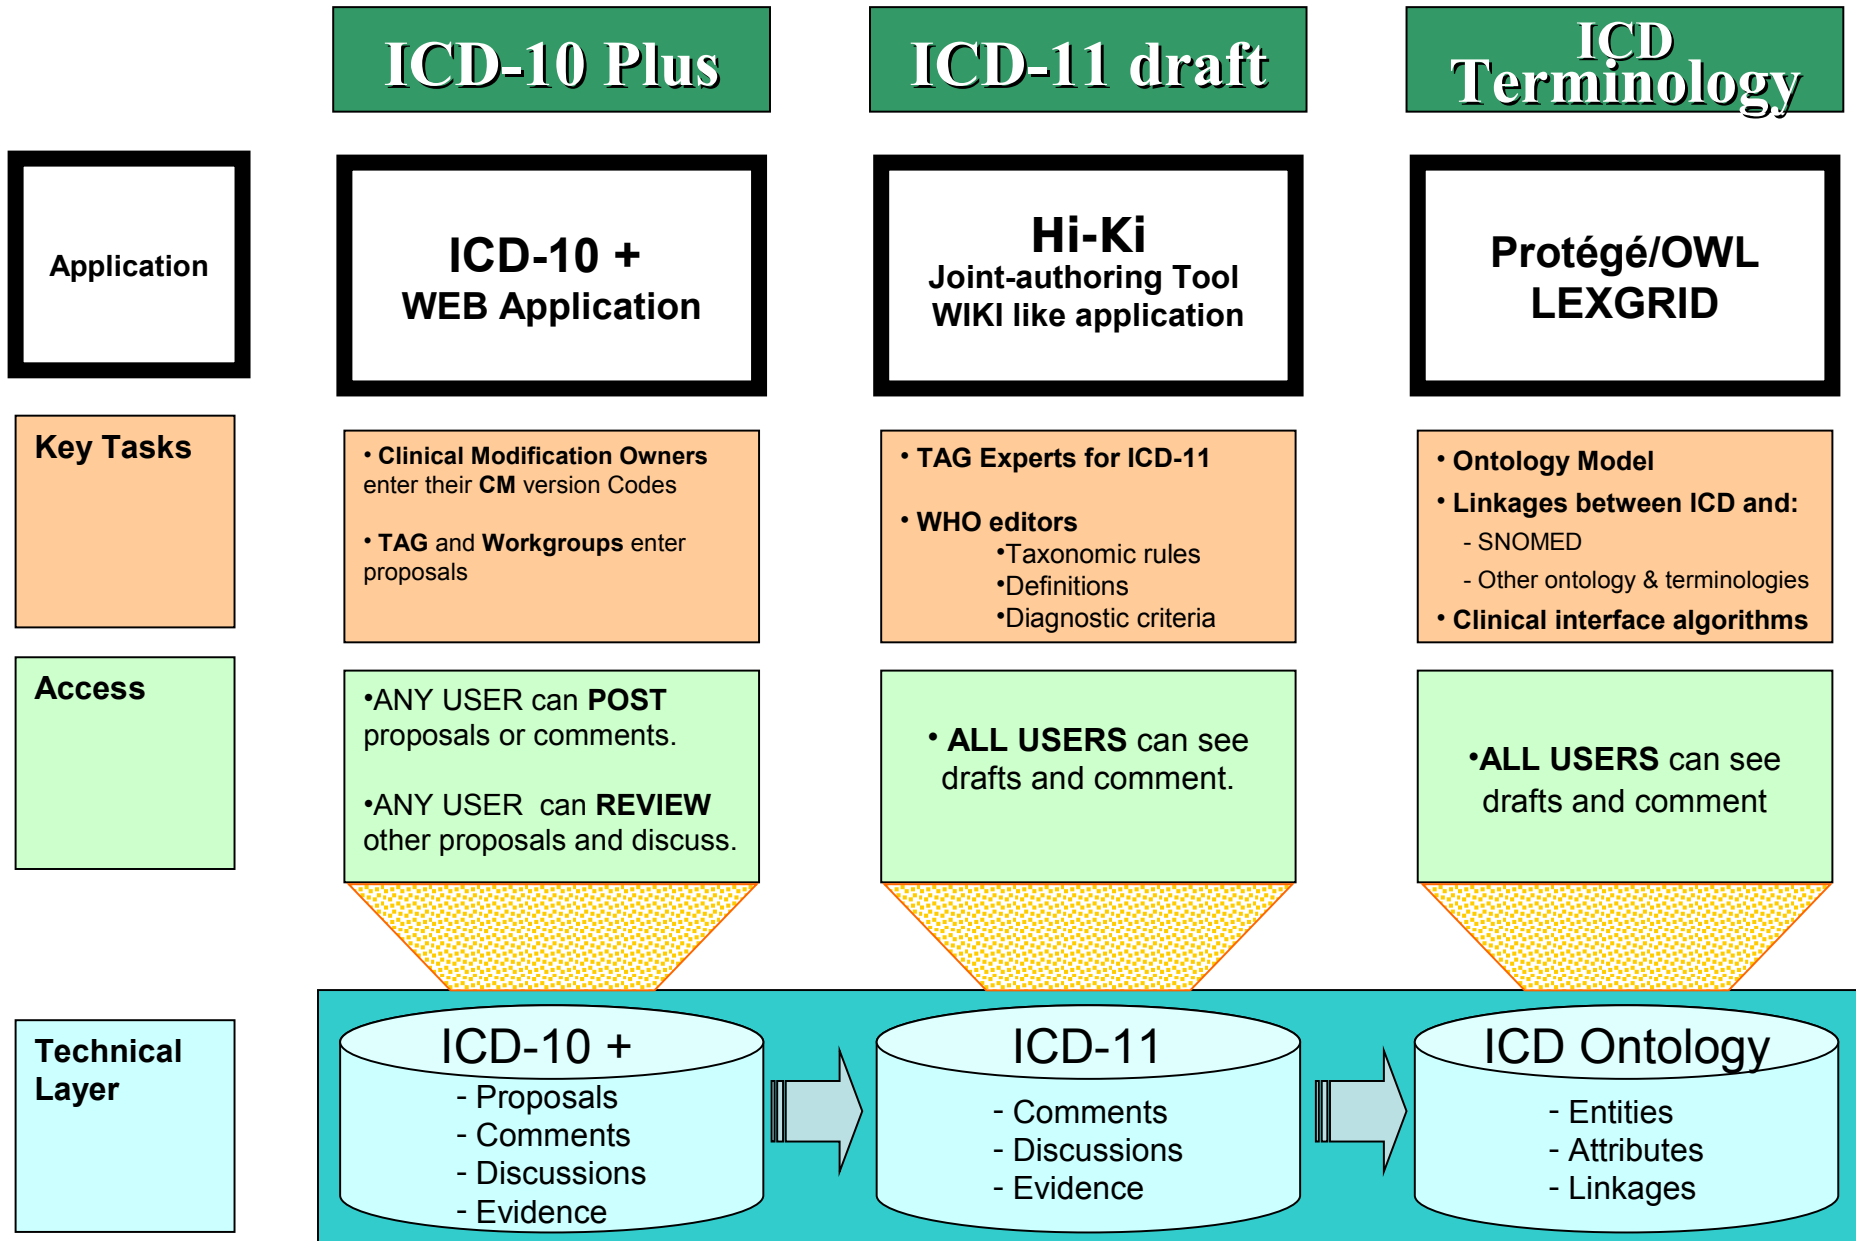 ICD-10 Plus
ICD-11 draft
ICD
Terminology
Application
ICD-10 +
WEB Application
Hi-Ki
Joint-authoring Tool
WIKI like application
Protégé/OWL
LEXGRID
Key Tasks
• Clinical Modification Owners
enter their CM version Codes
• TAG and Workgroups enter
proposals
• TAG Experts for ICD-11
• WHO editors
•Taxonomic rules
•Definitions
•Diagnostic criteria
• Ontology Model
• Linkages between ICD and:
- SNOMED
- Other ontology & terminologies
• Clinical interface algorithms
Access
•ANY USER can POST
proposals or comments.
•ANY USER can REVIEW
other proposals and discuss.
• ALL USERS can see
drafts and comment.
•ALL USERS can see
drafts and comment
Technical
Layer
ICD-10 +
- Proposals
- Comments
- Discussions
- Evidence
ICD-11
- Comments
- Discussions
- Evidence
ICD Ontology
- Entities
- Attributes
- Linkages